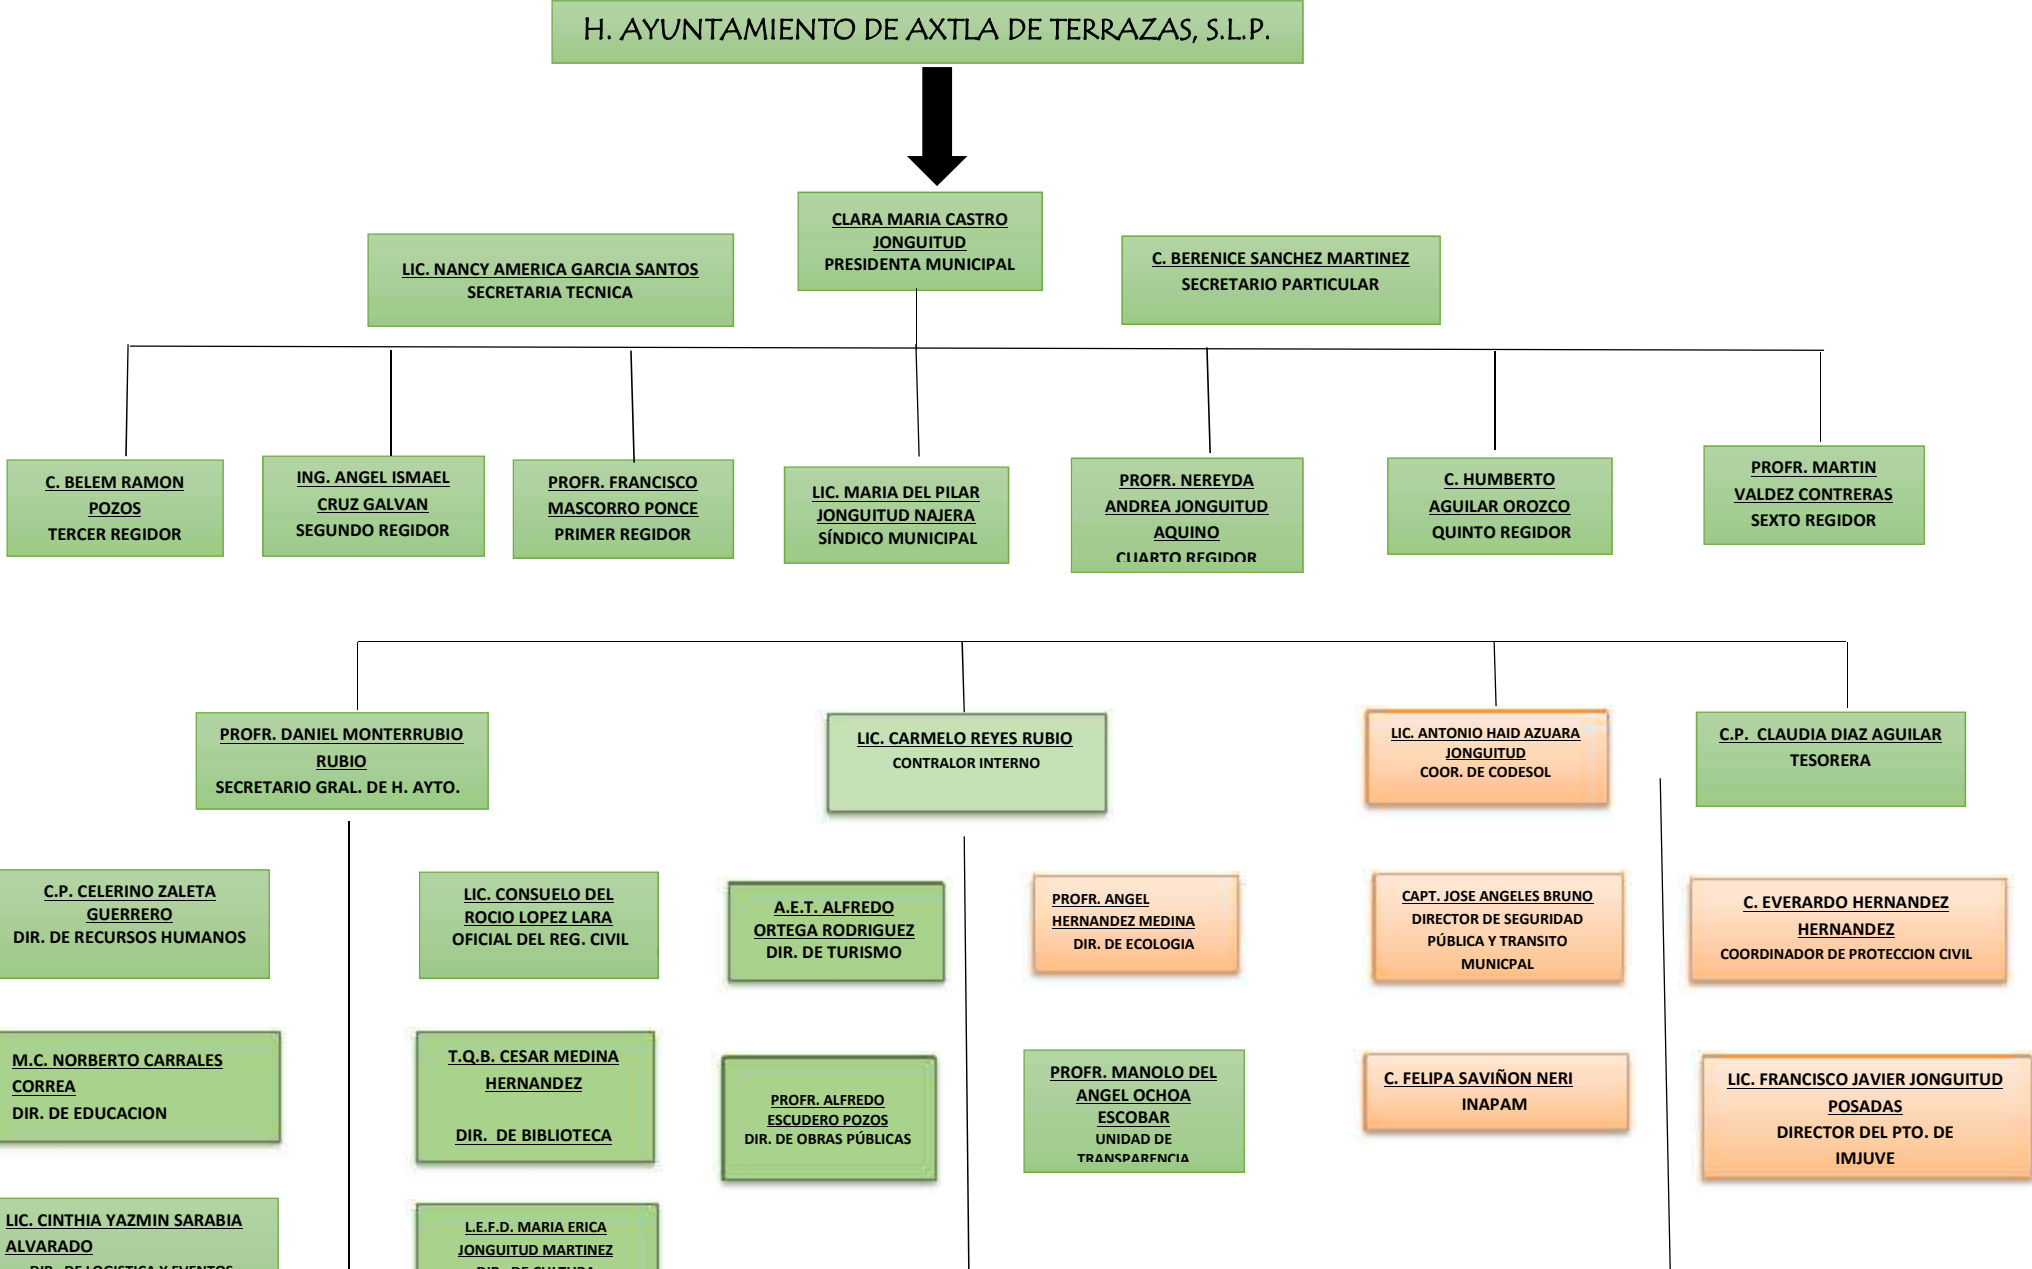 H. AYUNTAMIENTO DE AXTLA DE TERRAZAS, S.L.P.
CLARA MARIA CASTRO
JONGUITUD
PRESIDENTA MUNICIPAL
LIC. NANCY AMERICA GARCIA SANTOS
SECRETARIA TECNICA
C. BERENICE SANCHEZ MARTINEZ
SECRETARIO PARTICULAR
C. BELEM RAMON
POZOS
TERCER REGIDOR
ING. ANGEL ISMAEL
CRUZ GALVAN
SEGUNDO REGIDOR
PROFR. FRANCISCO
MASCORRO PONCE
PRIMER REGIDOR
LIC. MARIA DEL PILAR
JONGUITUD NAJERA
SÍNDICO MUNICIPAL
PROFR. NEREYDA
ANDREA JONGUITUD
AQUINO
CUARTO REGIDOR
C. HUMBERTO
AGUILAR OROZCO
QUINTO REGIDOR
PROFR. MARTIN
VALDEZ CONTRERAS
SEXTO REGIDOR
PROFR. DANIEL MONTERRUBIO
RUBIO
SECRETARIO GRAL. DE H. AYTO.
LIC. CARMELO REYES RUBIO
CONTRALOR INTERNO
LIC. ANTONIO HAID AZUARA
JONGUITUD
COOR. DE CODESOL
C.P. CLAUDIA DIAZ AGUILAR
TESORERA
C.P. CELERINO ZALETA
GUERRERO
DIR. DE RECURSOS HUMANOS
LIC. CONSUELO DEL
ROCIO LOPEZ LARA
OFICIAL DEL REG. CIVIL
A.E.T. ALFREDO
ORTEGA RODRIGUEZ
DIR. DE TURISMO
PROFR. ANGEL
HERNANDEZ MEDINA
DIR. DE ECOLOGIA
CAPT. JOSE ANGELES BRUNO
DIRECTOR DE SEGURIDAD
PÚBLICA Y TRANSITO
MUNICPAL
C. EVERARDO HERNANDEZ
HERNANDEZ
COORDINADOR DE PROTECCION CIVIL
M.C. NORBERTO CARRALES
CORREA
DIR. DE EDUCACION
T.Q.B. CESAR MEDINA
HERNANDEZ
DIR. DE BIBLIOTECA
PROFR. ALFREDO
ESCUDERO POZOS
DIR. DE OBRAS PÚBLICAS
PROFR. MANOLO DEL
ANGEL OCHOA
ESCOBAR
UNIDAD DE
TRANSPARENCIA
C. FELIPA SAVIÑON NERI
INAPAM
LIC. FRANCISCO JAVIER JONGUITUD
POSADAS
DIRECTOR DEL PTO. DE
IMJUVE
LIC. CINTHIA YAZMIN SARABIA
ALVARADO
DIR. DE LOGISTICA Y EVENTOS
L.E.F.D. MARIA ERICA
JONGUITUD MARTINEZ
DIR. DE CULTURA